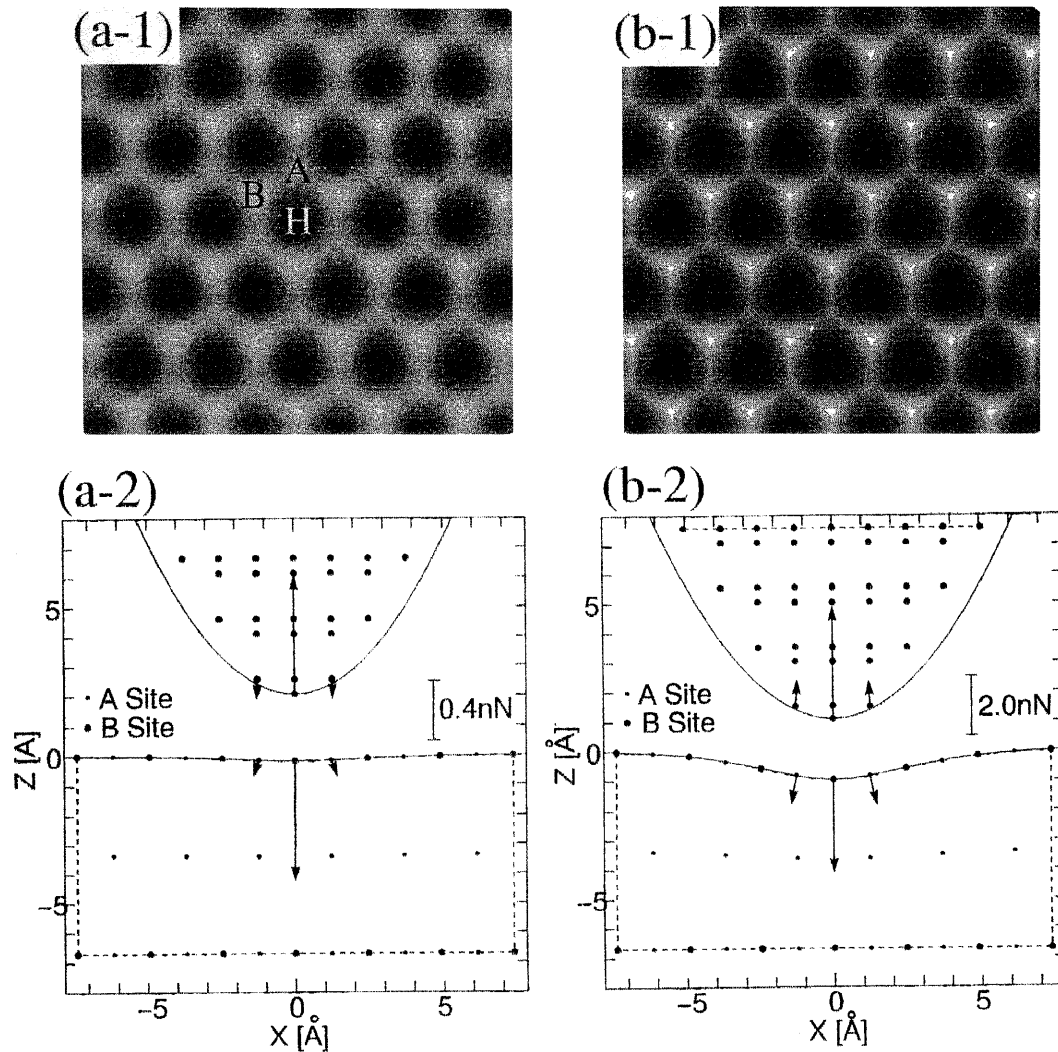 (a-1)
(b-1)
A
B
H
(a-2)
(b-2)
5
0
−5
Z [A]
A Site
B Site
0.4nN
−5
0
5
X [Å]
5
0
−5
Z [Å]
A Site
B Site
2.0nN
−5
0
5
X [Å]